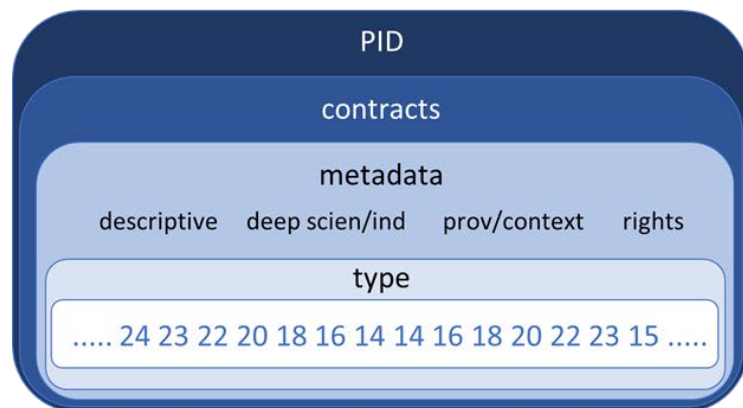 PID
contracts
metadata
descriptive deep scien/ind prov/context rights
type
..... 24 23 22 20 18 16 14 14 16 18 20 22 23 15 .....